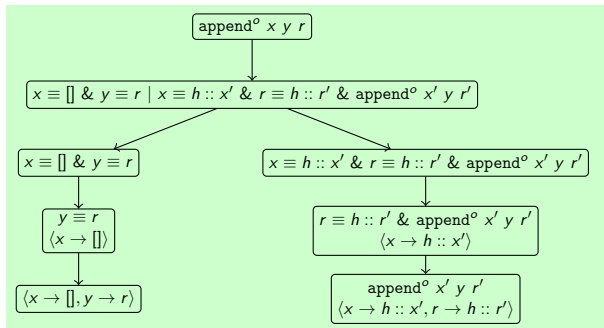 appendᵒ x y r
x ≡ [] & y ≡ r | x ≡ h :: x′ & r ≡ h :: r′ & appendᵒ x′ y r′
x ≡ [] & y ≡ r
x ≡ h :: x′ & r ≡ h :: r′ & appendᵒ x′ y r′
y ≡ r
⟨x → []⟩
r ≡ h :: r′ & appendᵒ x′ y r′
⟨x → h :: x′⟩
⟨x → [], y → r⟩
appendᵒ x′ y r′
⟨x → h :: x′, r → h :: r′⟩